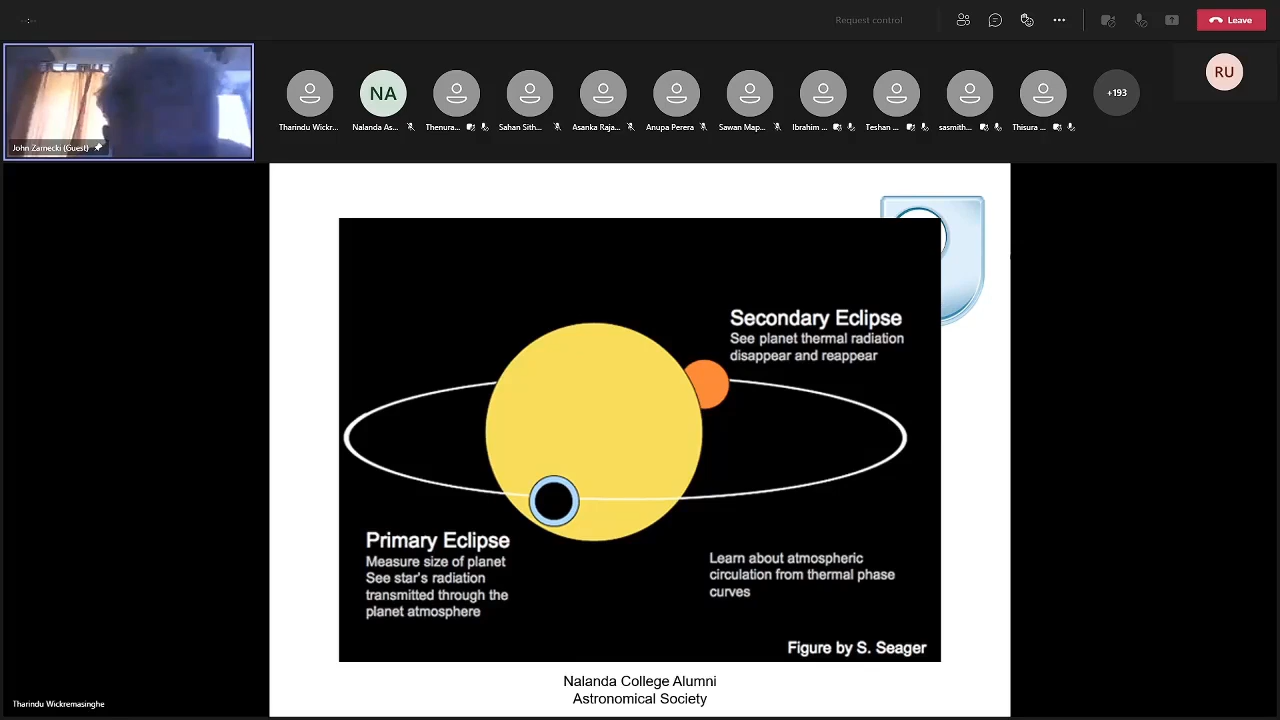 Request control
Leave
John Zarnecki (Guest)
Tharindu Wickr...
NA
Nalanda As...
Thenura...
Sahan Sith...
Asanka Raja...
Anupa Perera
Sawan Map...
Ibrahim ...
Teshan ...
sasmith...
Thisura ...
+193
RU
Secondary Eclipse
See planet thermal radiation
disappear and reappear
Primary Eclipse
Measure size of planet
See star's radiation
transmitted through the
planet atmosphere
Learn about atmospheric
circulation from thermal phase
curves
Figure by S. Seager
Nalanda College Alumni
Astronomical Society
Tharindu Wickremasinghe